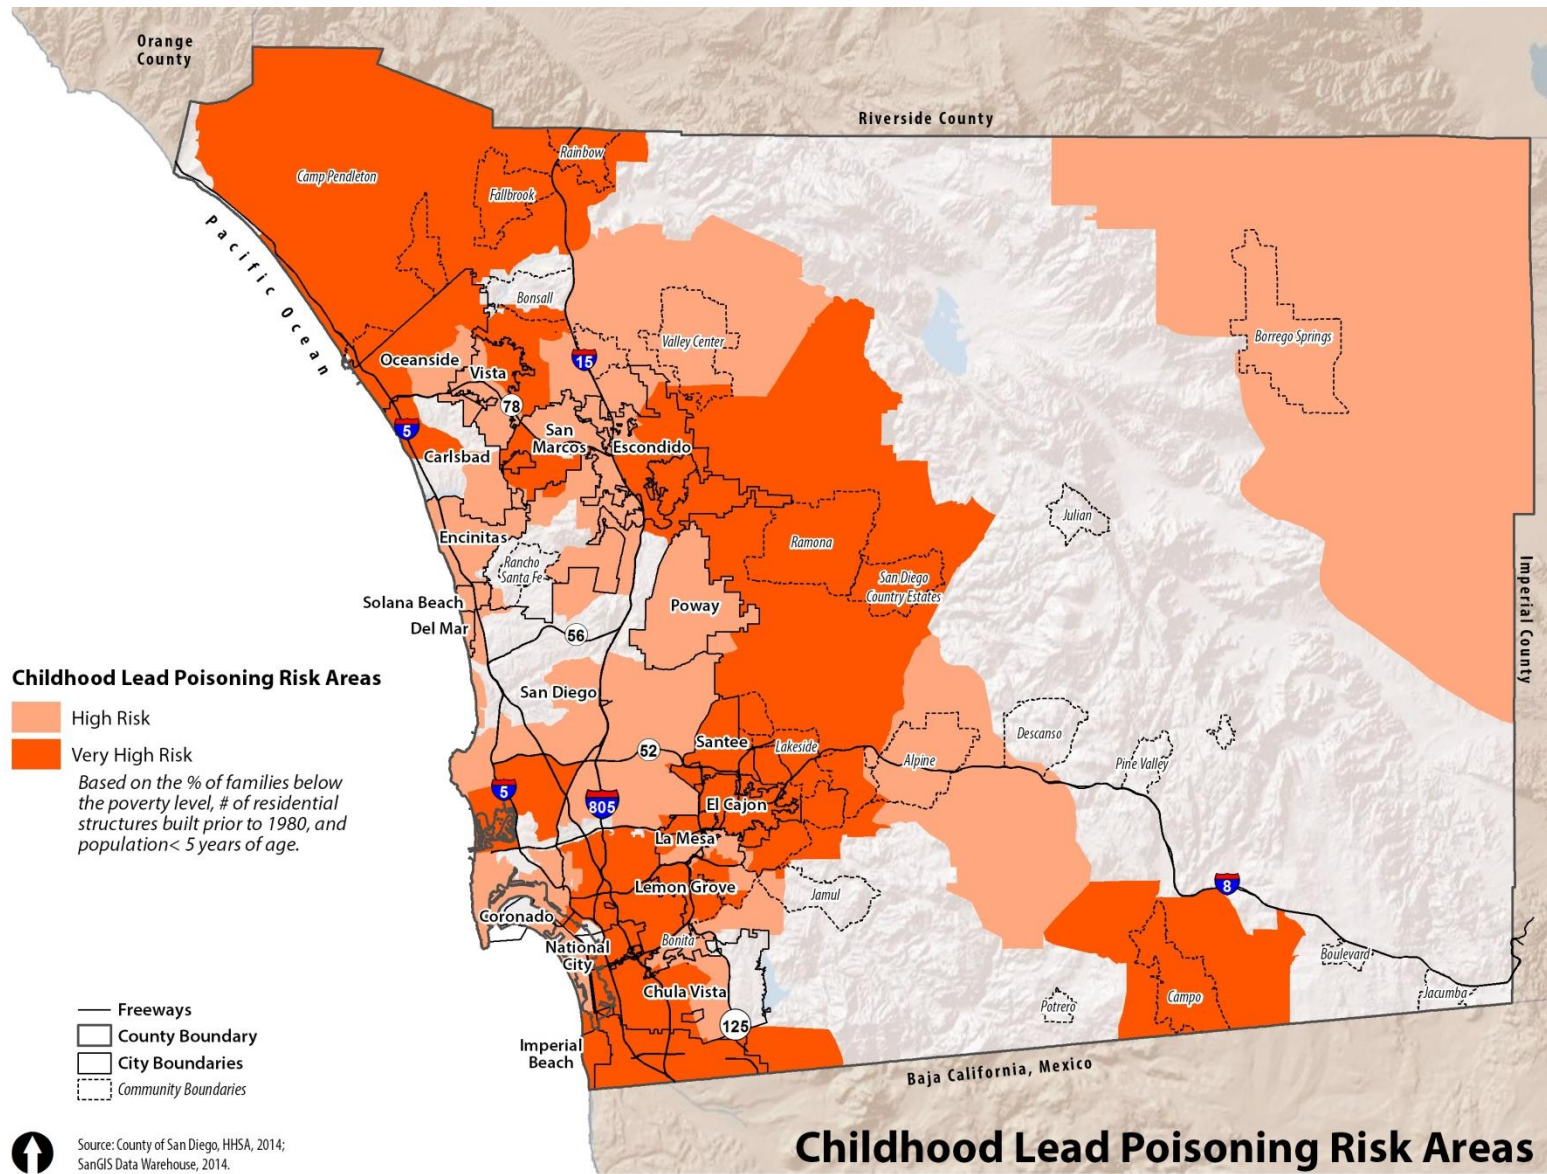 Orange
County
Riverside County
Rainbow
Camp Pendleton
Fallbrook
Pacific Ocean
Bonsall
Valley Center
Borrego Springs
Oceanside
Vista
15
78
5
San
Marcos
Escondido
Carlsbad
Julian
Encinitas
Ramona
Rancho
Santa Fe
San Diego
Country Estates
Imperial County
Solana Beach
Poway
Del Mar
56
Childhood Lead Poisoning Risk Areas
High Risk
Very High Risk
Based on the % of families below
the poverty level, # of residential
structures built prior to 1980, and
population< 5 years of age.
San Diego
Santee
Lakeside
52
Descanso
Alpine
Pine Valley
5
805
El Cajon
La Mesa
Lemon Grove
Jamul
8
Coronado
National
City
Bonita
Boulevard
Chula Vista
Jacumba
Campo
Potrero
125
Imperial
Beach
Baja California, Mexico
Freeways
County Boundary
City Boundaries
Community Boundaries
Source: County of San Diego, HHSA, 2014;
SanGIS Data Warehouse, 2014.
Childhood Lead Poisoning Risk Areas